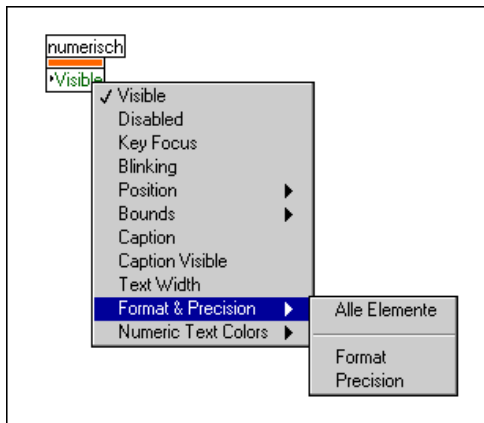 numerisch
Visible
Visible
Disabled
Key Focus
Blinking
Position
Bounds
Caption
Caption Visible
Text Width
Format & Precision
Numeric Text Colors
Alle Elemente
Format
Precision